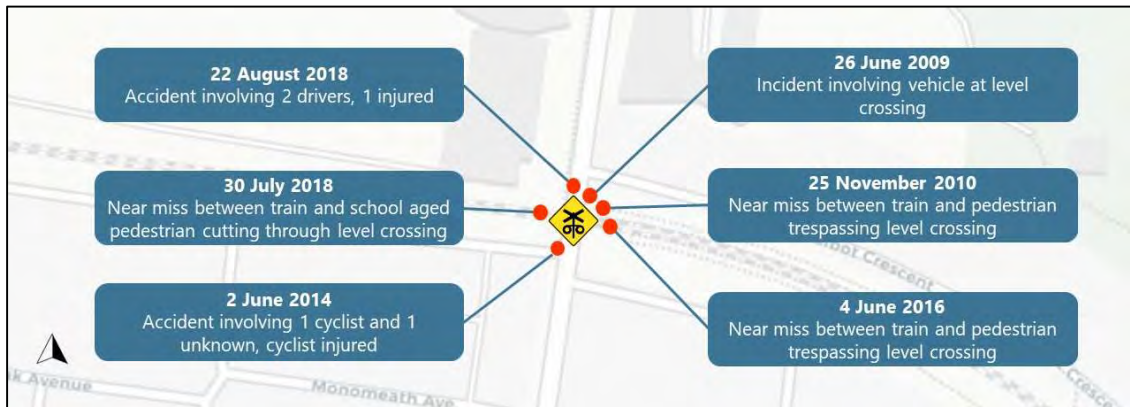 22 August 2018
Accident involving 2 drivers, 1 injured
26 June 2009
Incident involving vehicle at level
crossing
30 July 2018
Near miss between train and school aged
pedestrian cutting through level crossing
25 November 2010
Near miss between train and pedestrian
trespassing level crossing
Crescent
2 June 2014
Accident involving 1 cyclist and 1
unknown, cyclist injured
4 June 2016
Near miss between train and pedestrian
trespassing level crossing
Avenue
Monomeath Ave